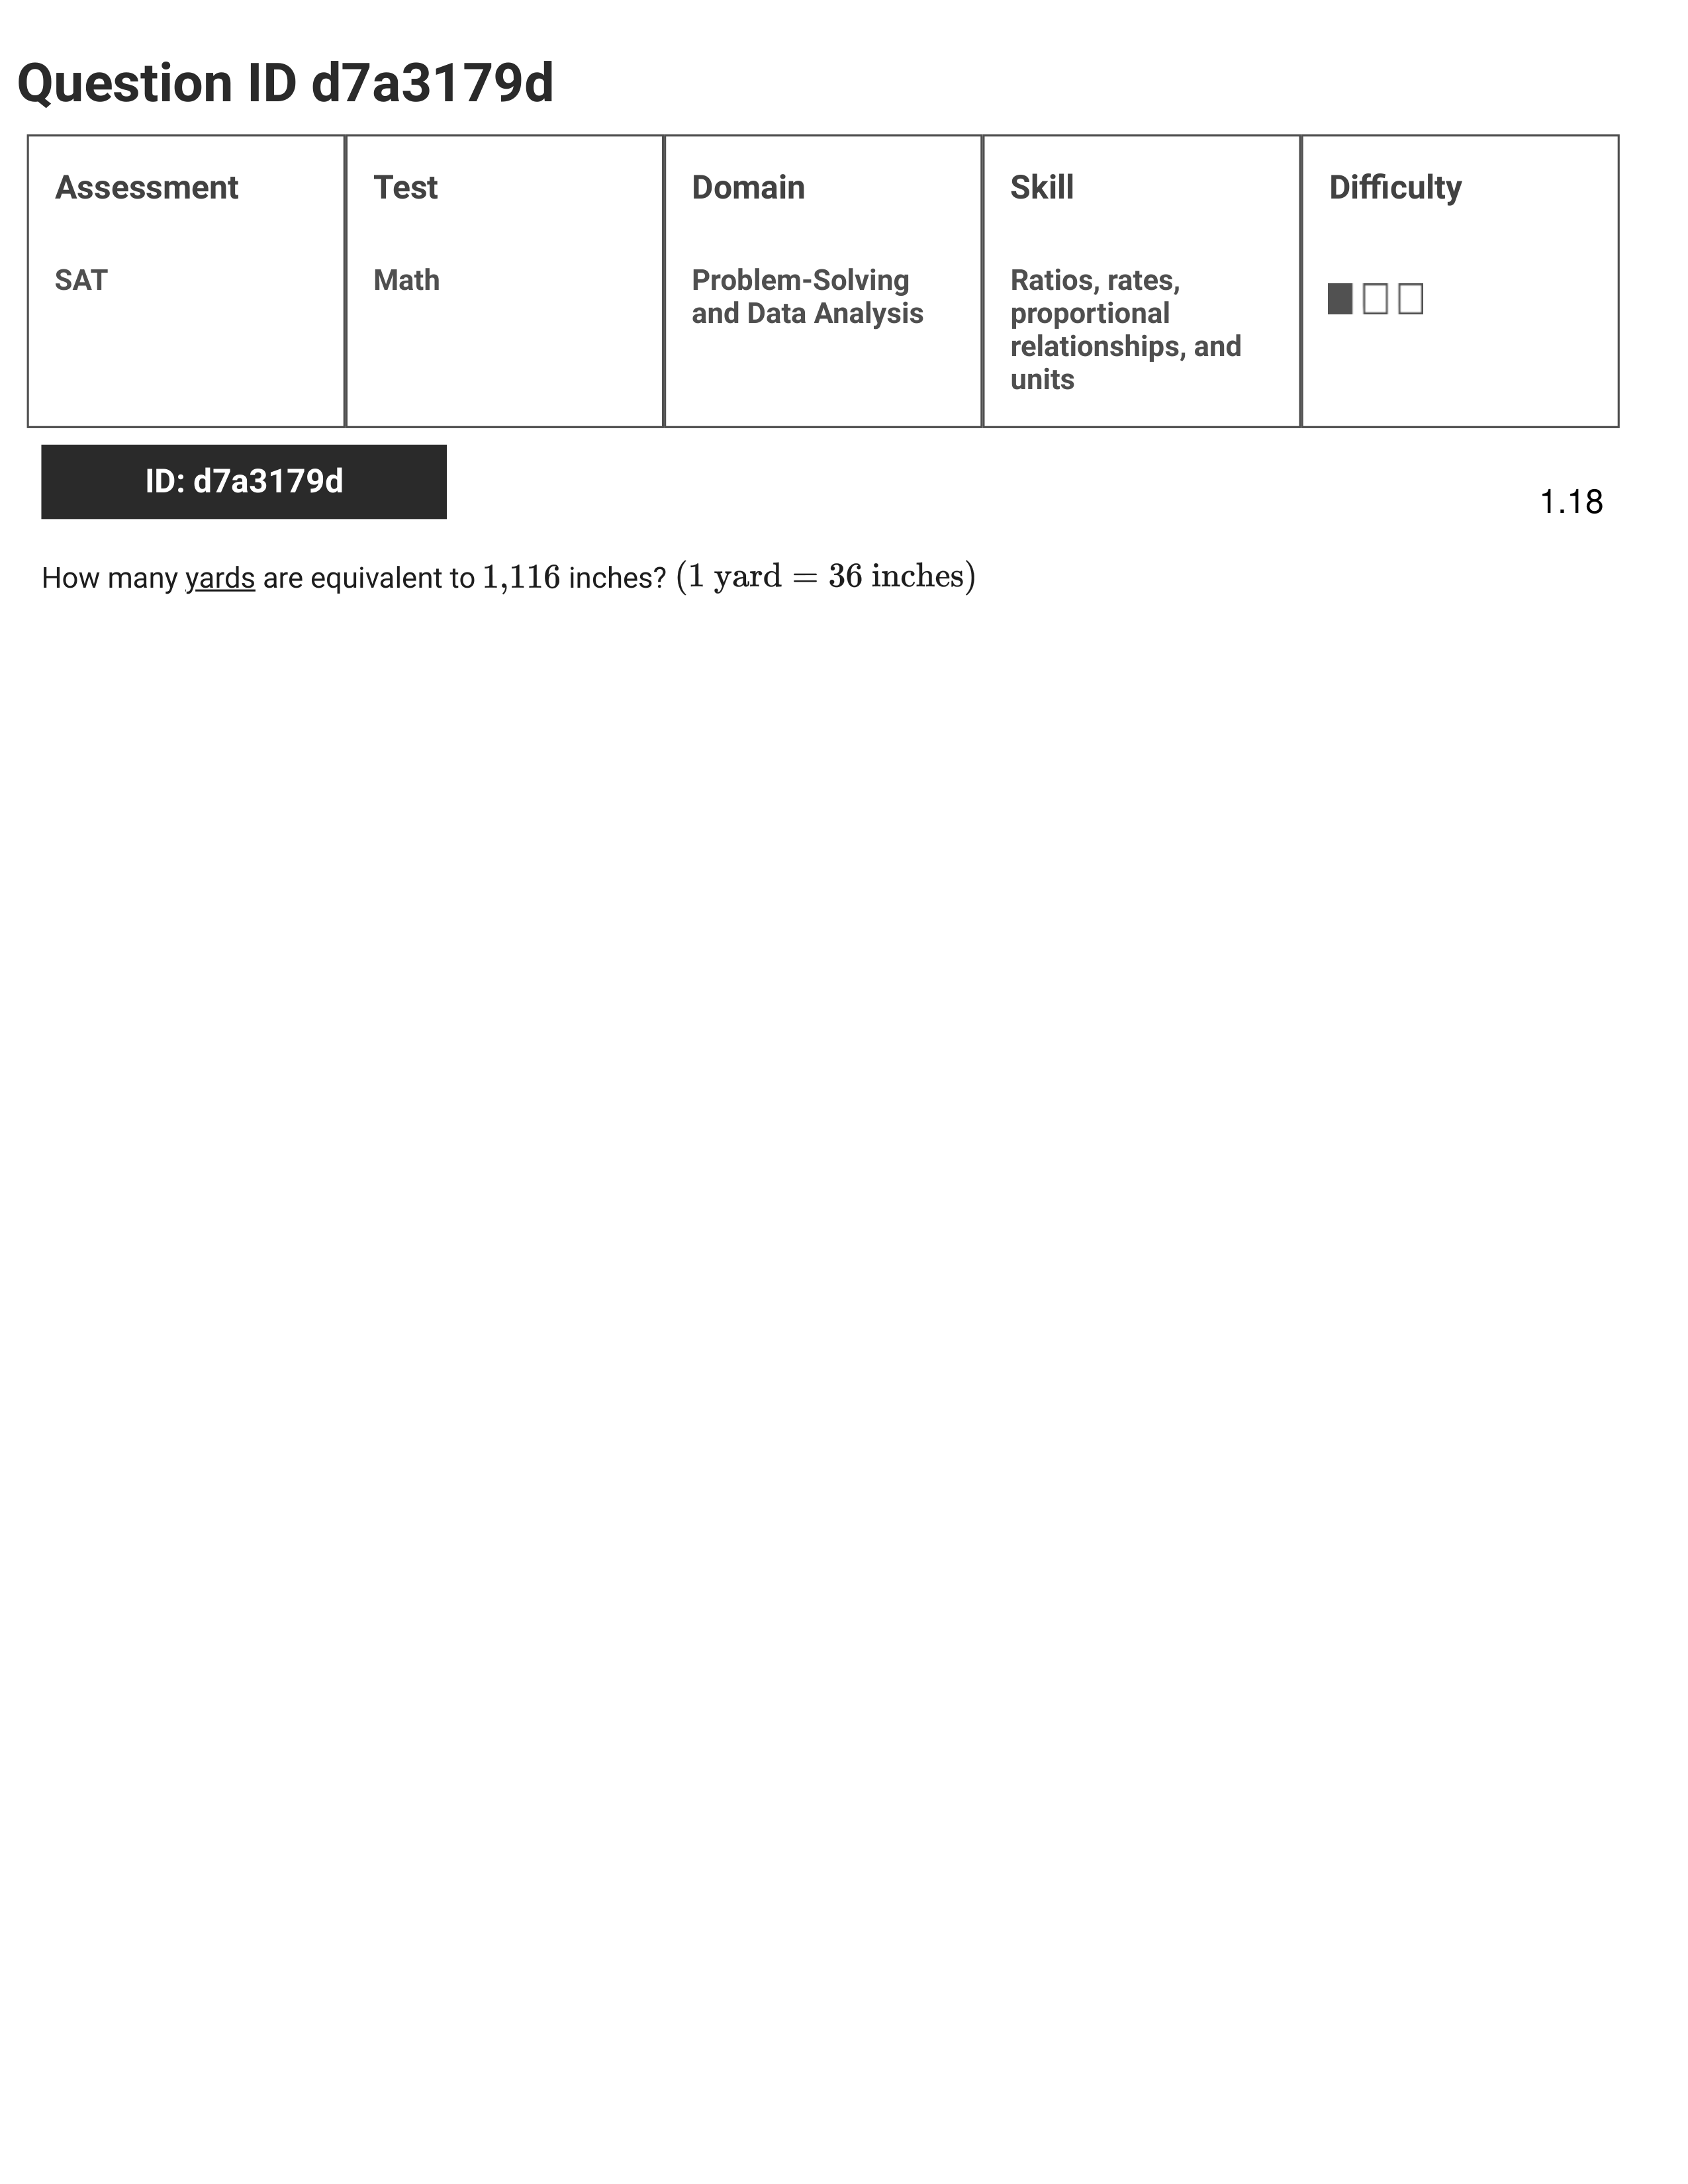 Question ID d7a3179d
Assessment
Test
Domain
Skill
Difficulty
SAT
Math
Problem-Solving
and Data Analysis
Ratios, rates,
proportional
relationships, and
units
ID: d7a3179d
1.18
How many yards are equivalent to 1,116 inches? (1 yard = 36 inches)